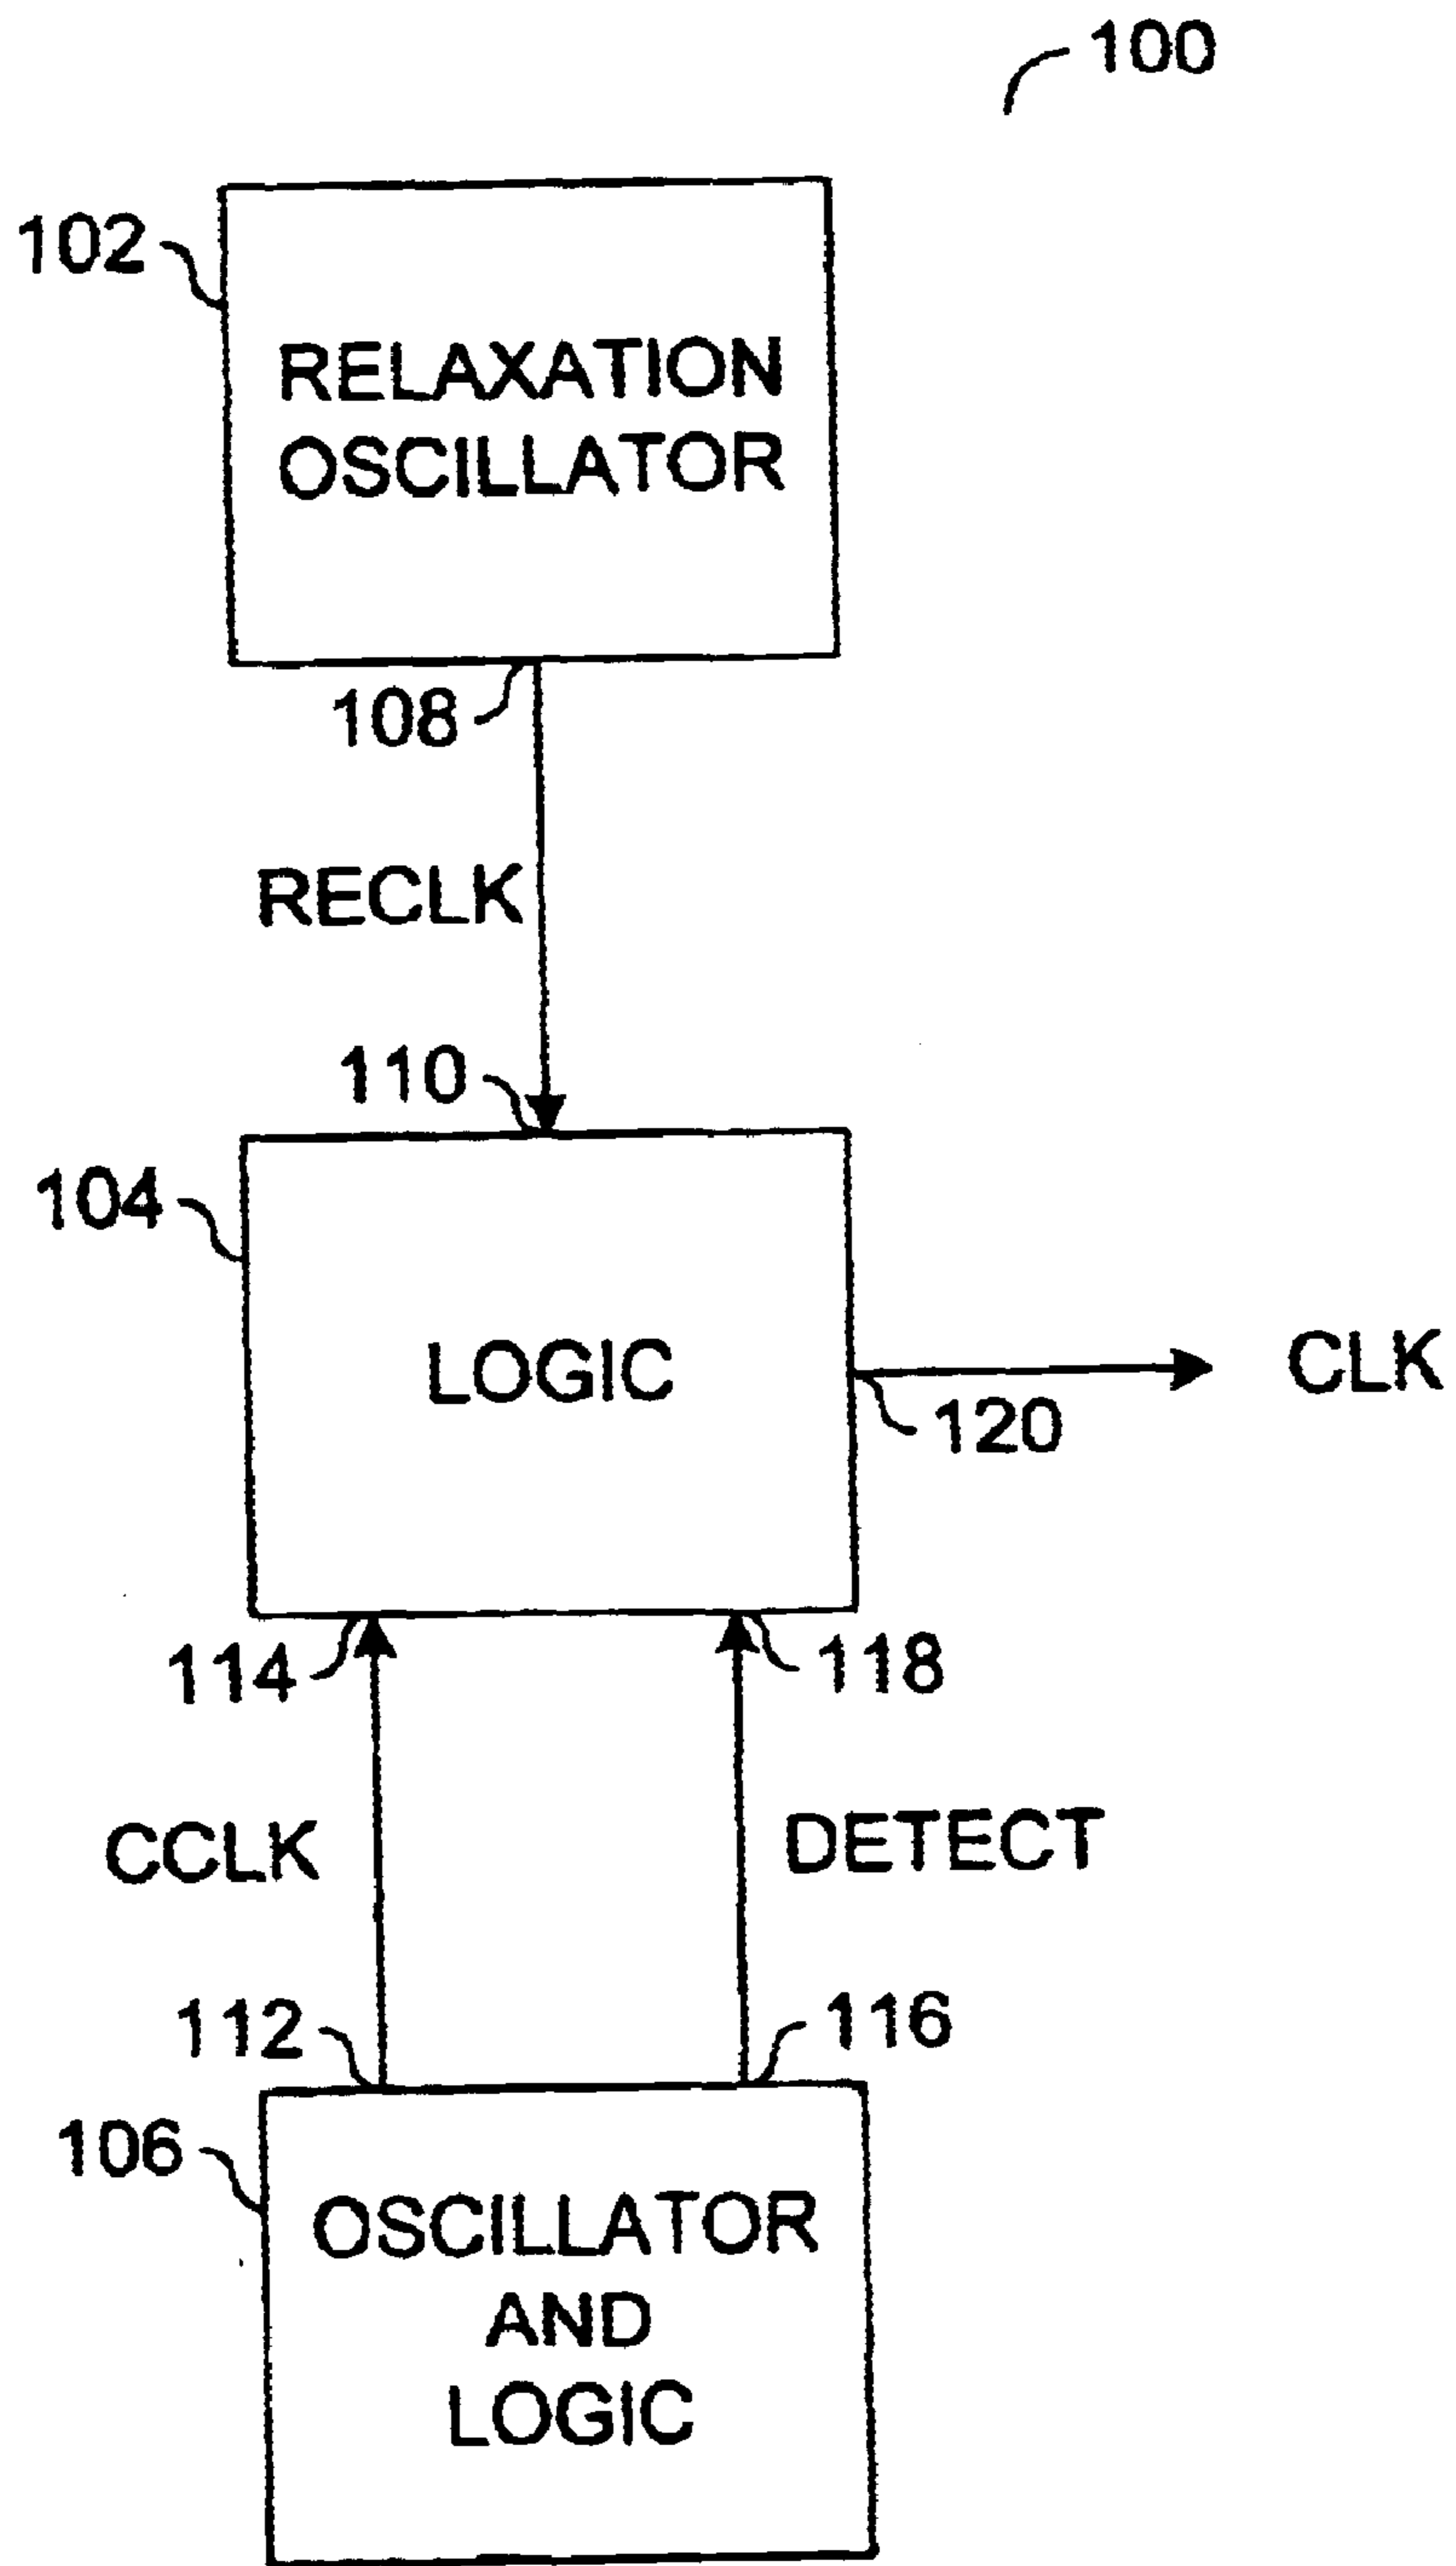 100
102
RELAXATION
OSCILLATOR
108
RECLK
110
104
LOGIC
CLK
120
114
118
CCLK
DETECT
112
116
106
OSCILLATOR
AND
LOGIC